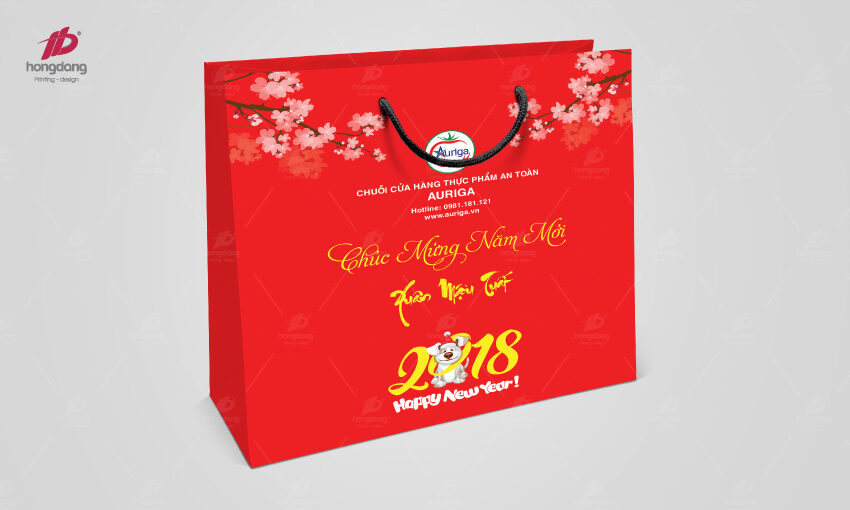 hongdang
Printing - design
Auriga
CHUỖI CỬA HÀNG THỰC PHẨM AN TOÀN
AURIGA
Hotline: 0981.181.121
www.auriga.vn
Chúc Mừng Năm Mới
Xuân Mậu Tuất
2018
Happy New Year!